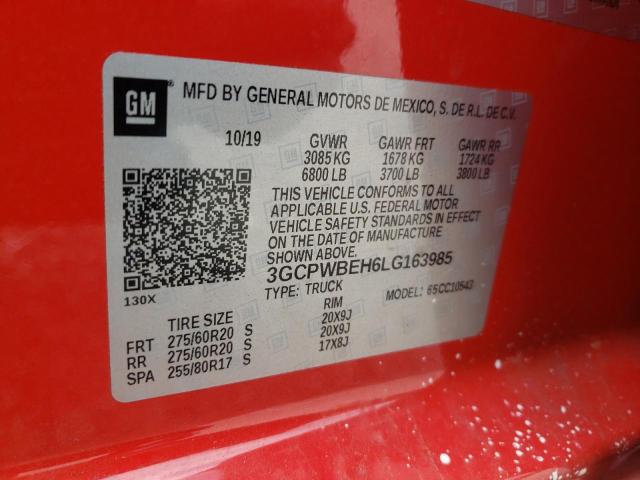 GM
MFD BY GENERAL MOTORS DE MEXICO, S. DE R.L. DE C.V.
10/19 GVWR GAWR FRT GAWR RR
3085 KG 1678 KG 1724 KG
6800 LB 3700 LB 3800 LB
THIS VEHICLE CONFORMS TO ALL
APPLICABLE U.S. FEDERAL MOTOR
VEHICLE SAFETY STANDARDS IN EFFECT
ON THE DATE OF MANUFACTURE SHOWN ABOVE.
3GCPWBEH6LG163985
130X TYPE: TRUCK MODEL: 65CC10543
TIRE SIZE RIM
FRT 275/60R20 S 20X9J
RR 275/60R20 S 20X9J
SPA 255/80R17 S 17X8J